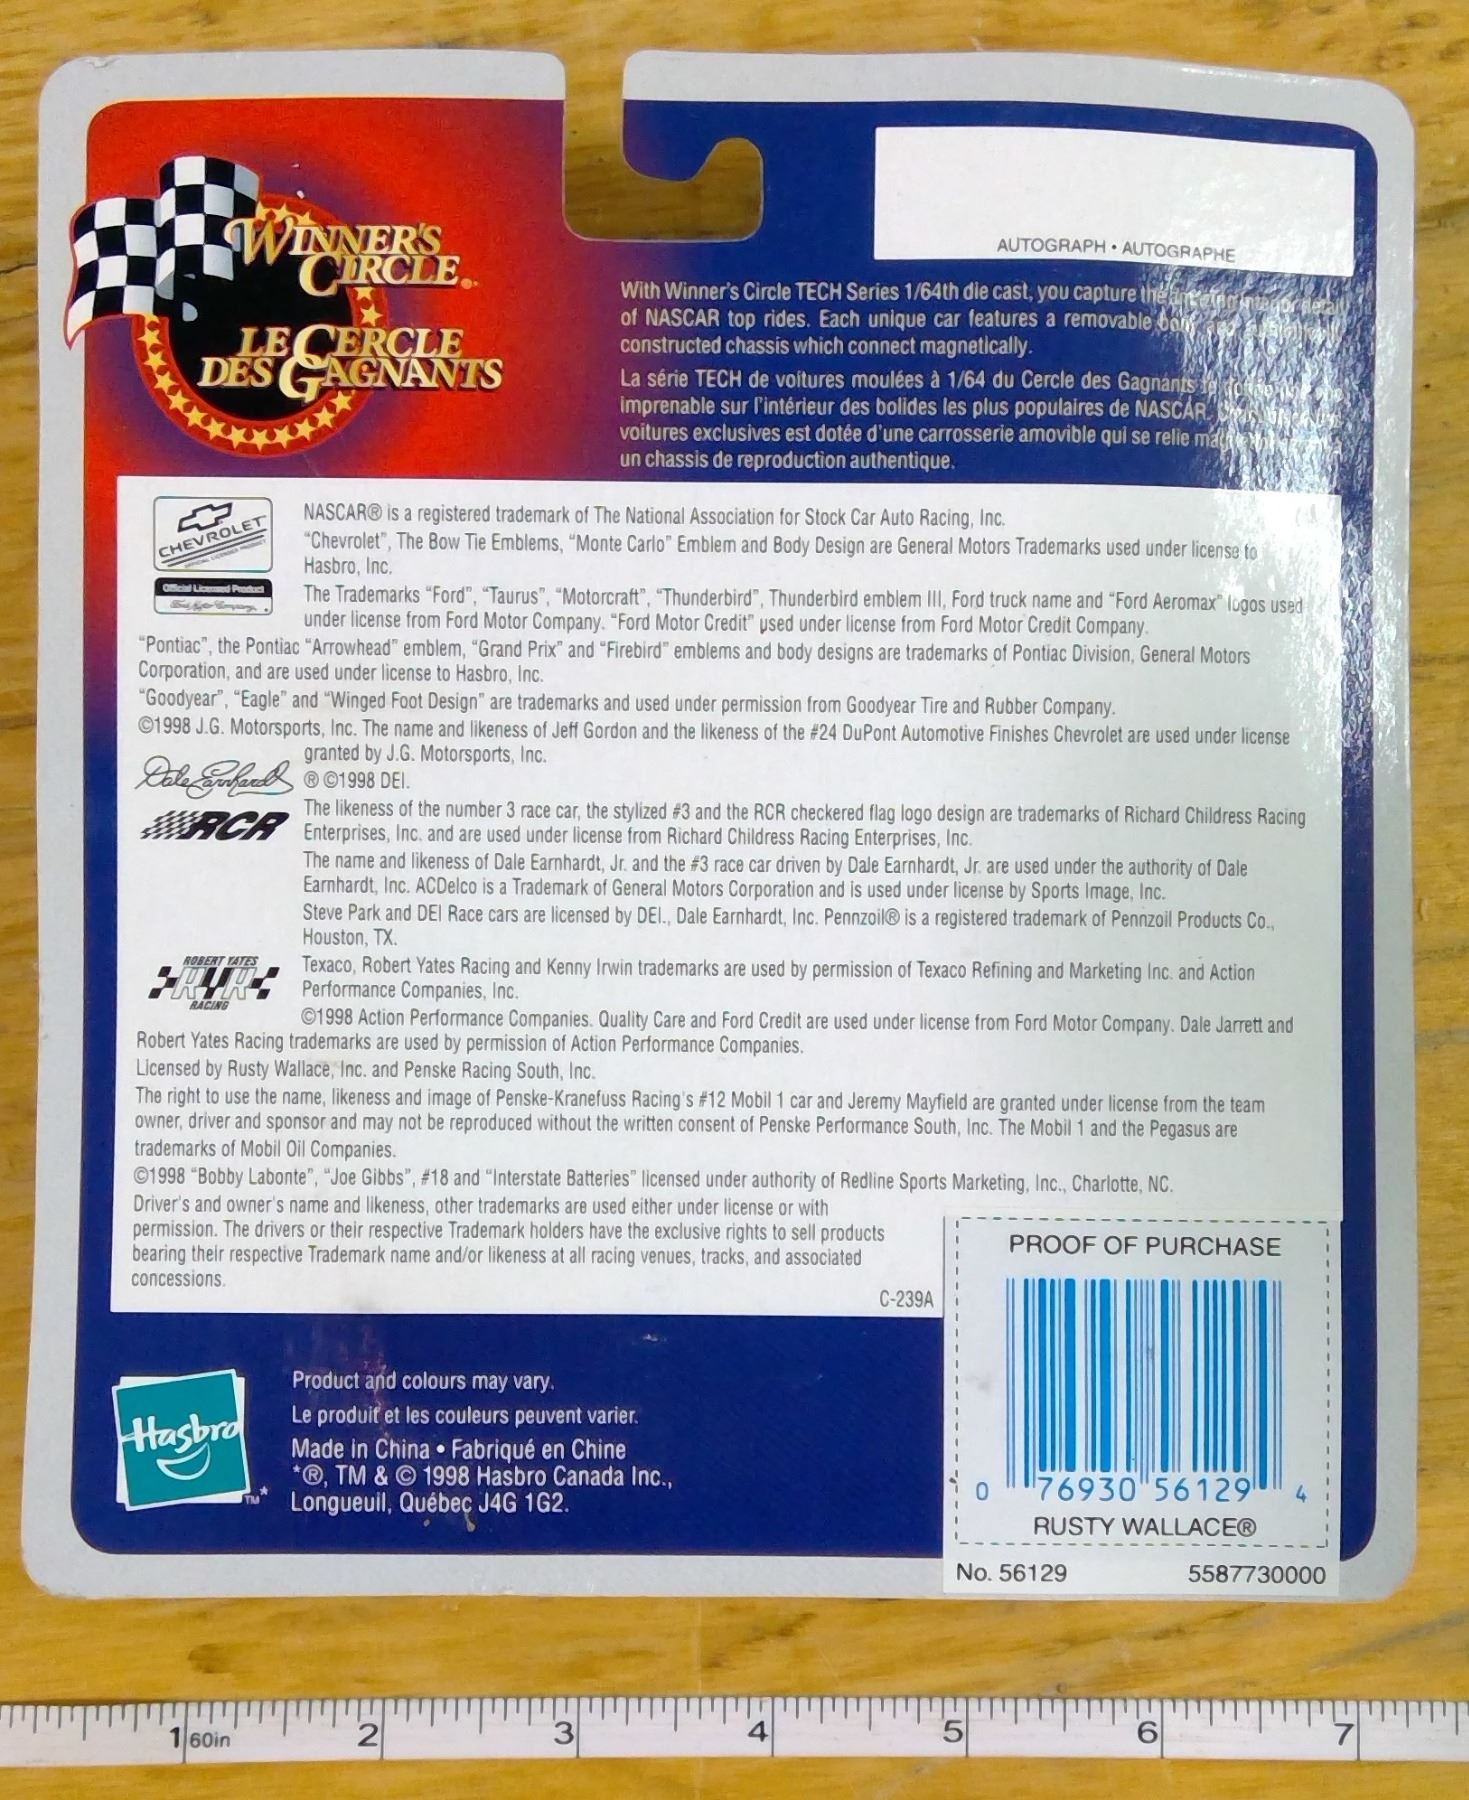 WINNER'S
CIRCLE
LE CERCLE
DES GAGNANTS
AUTOGRAPH • AUTOGRAPHE
With Winner's Circle TECH Series 1/64th die cast, you capture the
of NASCAR top rides. Each unique car features a removable
constructed chassis which connect magnetically.
La série TECH de voitures moulées à 1/64 du Cercle des Gagnants
imprenable sur l'intérieur des bolides les plus populaires de NASCAR.
voitures exclusives est dotée d'une carrosserie amovible qui se relie
un chassis de reproduction authentique.
CHEVROLET
Official Licensed Product
NASCAR® is a registered trademark of The National Association for Stock Car Auto Racing, Inc.
"Chevrolet", The Bow Tie Emblems, "Monte Carlo" Emblem and Body Design are General Motors Trademarks used under license to
Hasbro, Inc.
The Trademarks "Ford", "Taurus", "Motorcraft", "Thunderbird", Thunderbird emblem III, Ford truck name and "Ford Aeromax" logos used
under license from Ford Motor Company. "Ford Motor Credit" used under license from Ford Motor Credit Company.
"Pontiac", the Pontiac "Arrowhead" emblem, "Grand Prix" and "Firebird" emblems and body designs are trademarks of Pontiac Division, General Motors
Corporation, and are used under license to Hasbro, Inc.
"Goodyear", "Eagle" and "Winged Foot Design" are trademarks and used under permission from Goodyear Tire and Rubber Company.
©1998 J.G. Motorsports, Inc. The name and likeness of Jeff Gordon and the likeness of the #24 DuPont Automotive Finishes Chevrolet are used under license
granted by J.G. Motorsports, Inc.
Dale Earnhardt ® ©1998 DEI.
RCR
The likeness of the number 3 race car, the stylized #3 and the RCR checkered flag logo design are trademarks of Richard Childress Racing
Enterprises, Inc. and are used under license from Richard Childress Racing Enterprises, Inc.
The name and likeness of Dale Earnhardt, Jr. and the #3 race car driven by Dale Earnhardt, Jr. are used under the authority of Dale
Earnhardt, Inc. ACDelco is a Trademark of General Motors Corporation and is used under license by Sports Image, Inc.
Steve Park and DEI Race cars are licensed by DEI., Dale Earnhardt, Inc. Pennzoil® is a registered trademark of Pennzoil Products Co.,
Houston, TX.
ROBERT YATES
RYR
RACING
Texaco, Robert Yates Racing and Kenny Irwin trademarks are used by permission of Texaco Refining and Marketing Inc. and Action
Performance Companies, Inc.
©1998 Action Performance Companies. Quality Care and Ford Credit are used under license from Ford Motor Company. Dale Jarrett and
Robert Yates Racing trademarks are used by permission of Action Performance Companies.
Licensed by Rusty Wallace, Inc. and Penske Racing South, Inc.
The right to use the name, likeness and image of Penske-Kranefuss Racing's #12 Mobil 1 car and Jeremy Mayfield are granted under license from the team
owner, driver and sponsor and may not be reproduced without the written consent of Penske Performance South, Inc. The Mobil 1 and the Pegasus are
trademarks of Mobil Oil Companies.
©1998 "Bobby Labonte", "Joe Gibbs", #18 and "Interstate Batteries" licensed under authority of Redline Sports Marketing, Inc., Charlotte, NC.
Driver's and owner's name and likeness, other trademarks are used either under license or with
permission. The drivers or their respective Trademark holders have the exclusive rights to sell products
bearing their respective Trademark name and/or likeness at all racing venues, tracks, and associated
concessions.
C-239A
PROOF OF PURCHASE
0 76930 56129 4
RUSTY WALLACE®
No. 56129 5587730000
Hasbro
TM*
Product and colours may vary.
Le produit et les couleurs peuvent varier.
Made in China • Fabriqué en Chine
*®, TM & © 1998 Hasbro Canada Inc.,
Longueuil, Québec J4G 1G2.
1 60in 2 3 4 5 6 7